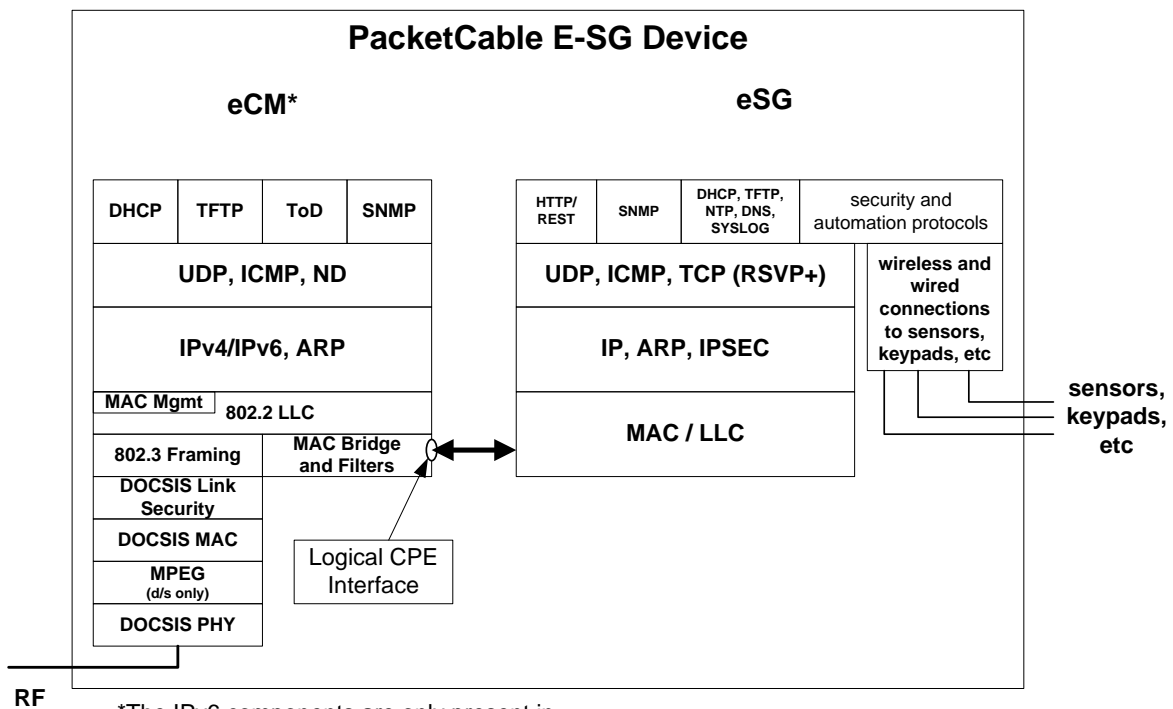 PacketCable E-SG Device
eCM*
eSG
DHCP
TFTP
ToD
SNMP
UDP, ICMP, ND
IPv4/IPv6, ARP
MAC Mgmt
802.2 LLC
802.3 Framing
MAC Bridge
and Filters
DOCSIS Link
Security
DOCSIS MAC
MPEG
(d/s only)
DOCSIS PHY
RF
Logical CPE
Interface
HTTP/
REST
SNMP
DHCP, TFTP,
NTP, DNS,
SYSLOG
security and
automation protocols
UDP, ICMP, TCP (RSVP+)
wireless and
wired
connections
to sensors,
keypads, etc
IP, ARP, IPSEC
MAC / LLC
sensors,
keypads,
etc
*The IPv6 components are only present in